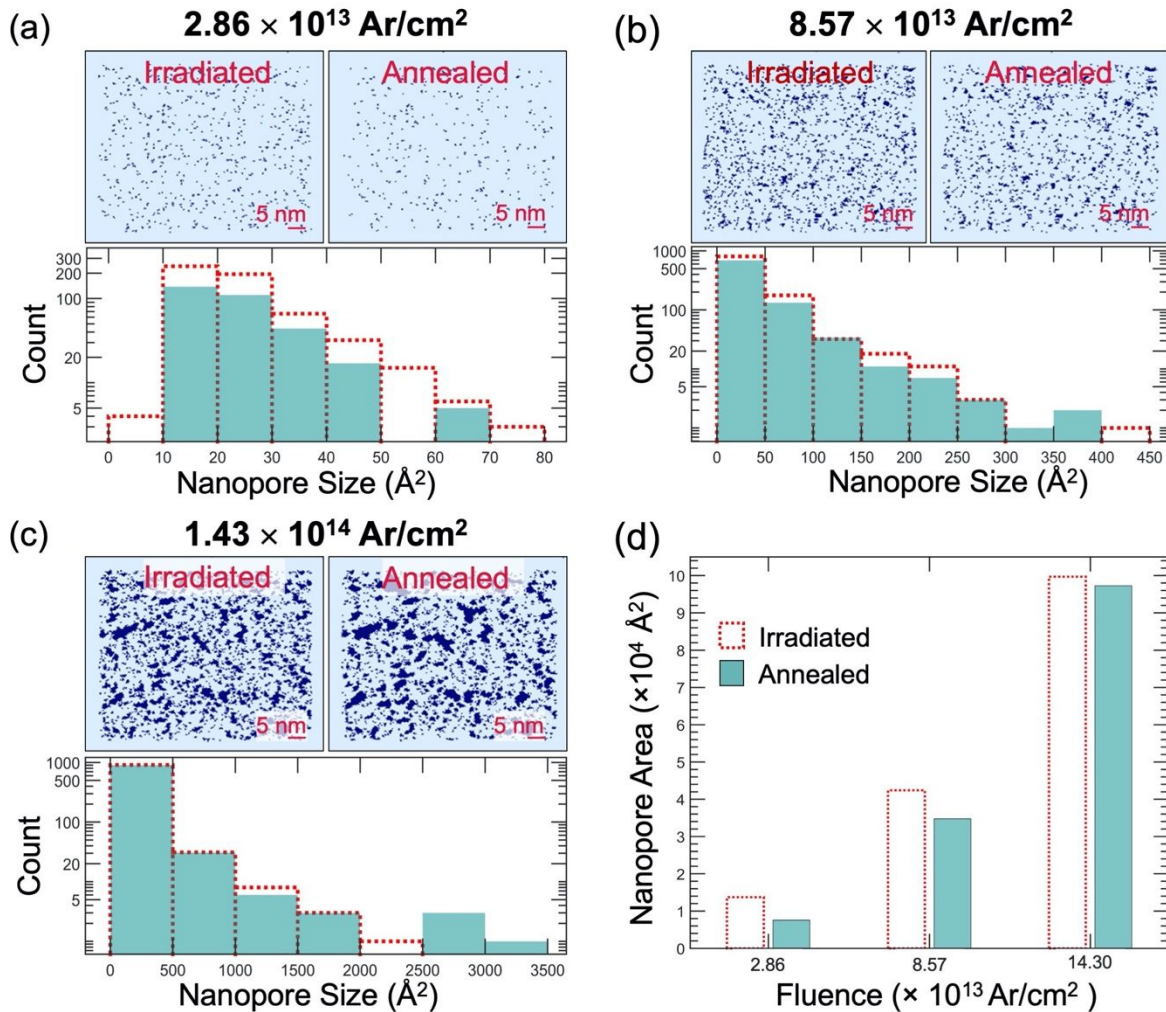 (a) 2.86 × 10¹³ Ar/cm²
Irradiated
Annealed
5 nm
5 nm
300
200
100
20
5
Count
0 10 20 30 40 50 60 70 80
Nanopore Size (Å²)
(b) 8.57 × 10¹³ Ar/cm²
Irradiated
Annealed
5 nm
5 nm
1000
500
100
20
5
Count
0 50 100 150 200 250 300 350 400 450
Nanopore Size (Å²)
(c) 1.43 × 10¹⁴ Ar/cm²
Irradiated
Annealed
5 nm
5 nm
1000
500
100
20
5
Count
0 500 1000 1500 2000 2500 3000 3500
Nanopore Size (Å²)
(d)
10
9
8
7
6
5
4
3
2
1
0
Nanopore Area (×10⁴ Å²)
Irradiated
Annealed
2.86 8.57 14.30
Fluence (× 10¹³ Ar/cm² )